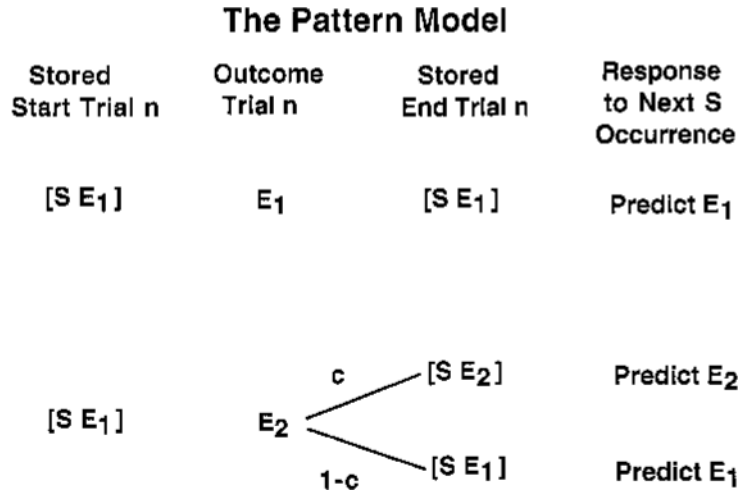 The Pattern Model
Stored
Start Trial n
Outcome
Trial n
Stored
End Trial n
Response
to Next S
Occurrence
[S E1] E1 [S E1] Predict E1
c [S E2] Predict E2
[S E1] E2
1-c [S E1] Predict E1